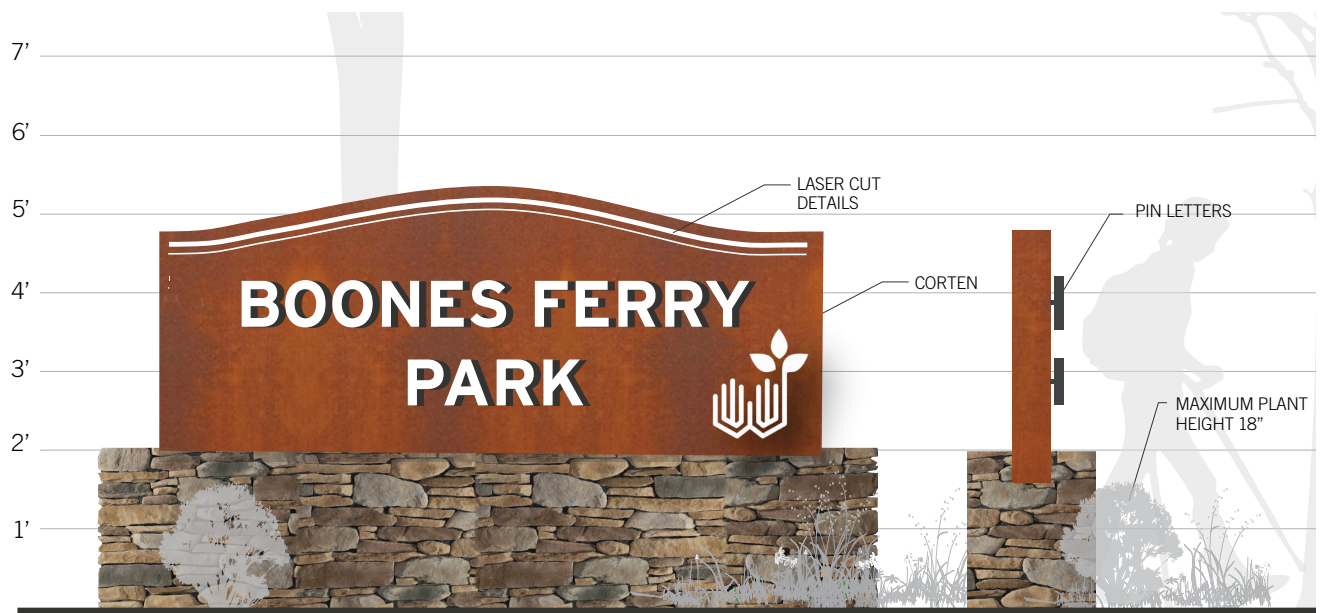 7’
6’
5’
4’
3’
2’
1’
LASER CUT
DETAILS
PIN LETTERS
CORTEN
BOONES FERRY
PARK
MAXIMUM PLANT
HEIGHT 18”